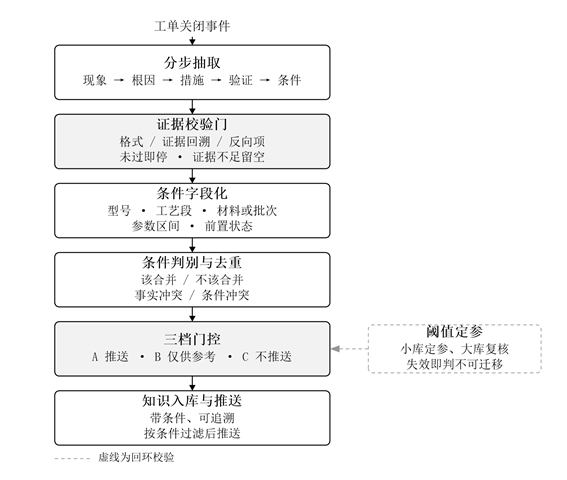 工单关闭事件
分步抽取
现象 → 根因 → 措施 → 验证 → 条件
证据校验门
格式 / 证据回溯 / 反向项
未过即停 • 证据不足留空
条件字段化
型号 • 工艺段 • 材料或批次
参数区间 • 前置状态
条件判别与去重
该合并 / 不该合并
事实冲突 / 条件冲突
三档门控
A 推送 • B 仅供参考 • C 不推送
阈值定参
小库定参、大库复核
失效即判不可迁移
知识入库与推送
带条件、可追溯
按条件过滤后推送
虚线为回环校验